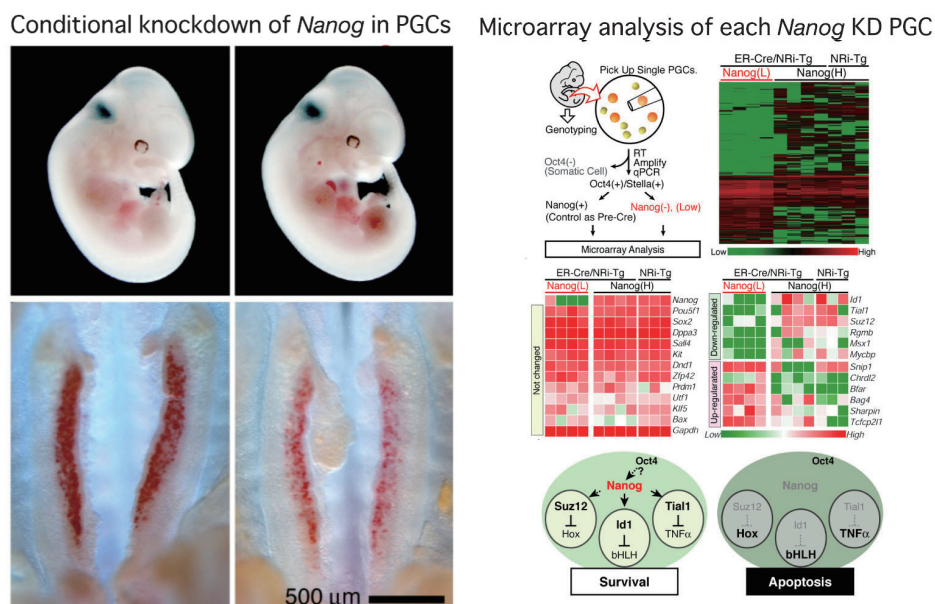 Conditional knockdown of Nanog in PGCs
500 µm
Microarray analysis of each Nanog KD PGC
Pick Up Single PGCs.
Genotyping
RT
Amplify
qPCR
Oct4(-)
(Somatic Cell)
Oct4(+)/Stella(+)
Nanog(+)
(Control as Pre-Cre)
Nanog(-), (Low)
Microarray Analysis
ER-Cre/NRi-Tg NRi-Tg
Nanog(L) Nanog(H)
Low High
ER-Cre/NRi-Tg NRi-Tg
Nanog(L) Nanog(H)
Not changed
Nanog
Pou5f1
Sox2
Dppa3
Sall4
Kit
Dnd1
Zfp42
Prdm1
Utf1
Klf5
Bax
Gapdh
ER-Cre/NRi-Tg NRi-Tg
Nanog(L) Nanog(H)
Down-regulated
Id1
Tial1
Suz12
Rgmb
Msx1
Mycbp
Up-regularated
Snip1
Chrdl2
Bfar
Bag4
Sharpin
Tcfcp2l1
Low High
Oct4
?
Nanog
Suz12
Hox
Id1
bHLH
Tial1
TNFα
Survival
Oct4
Nanog
Suz12
Hox
Id1
bHLH
Tial1
TNFα
Apoptosis